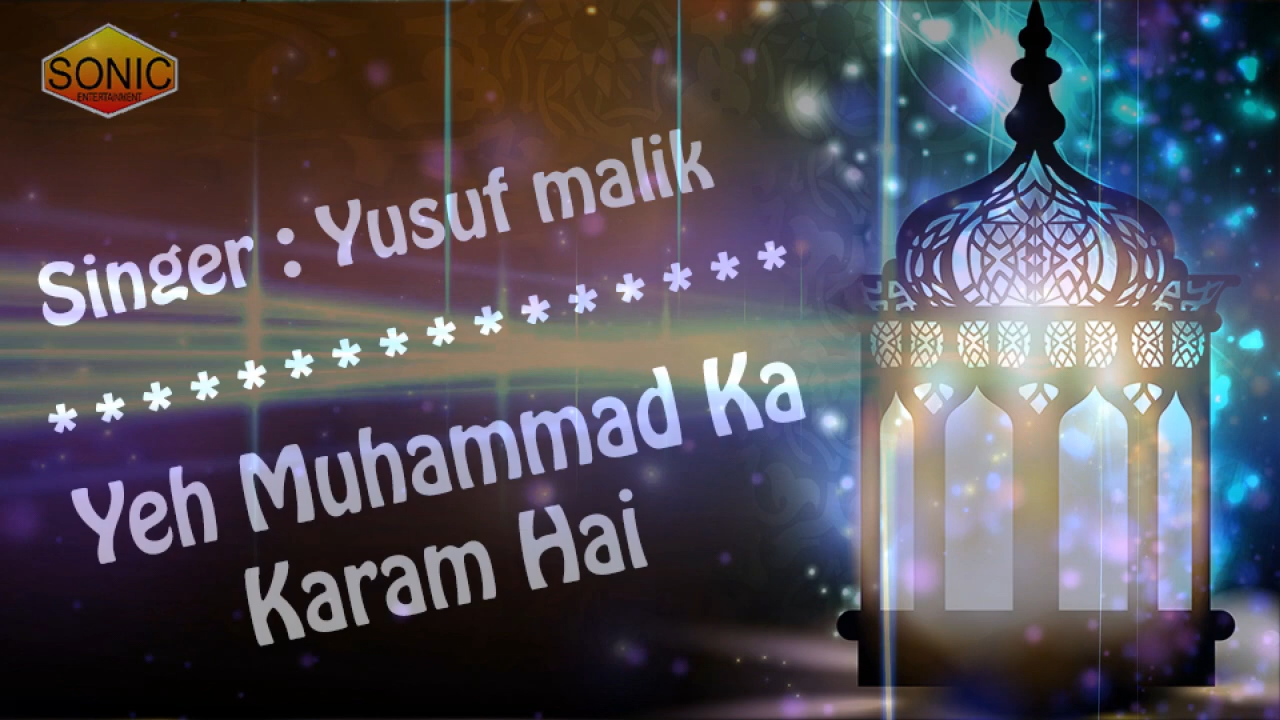 SONIC
ENTERTAINMENT
Singer : Yusuf malik
* * * * * * * * * * * * * * * *
Yeh Muhammad Ka
Karam Hai